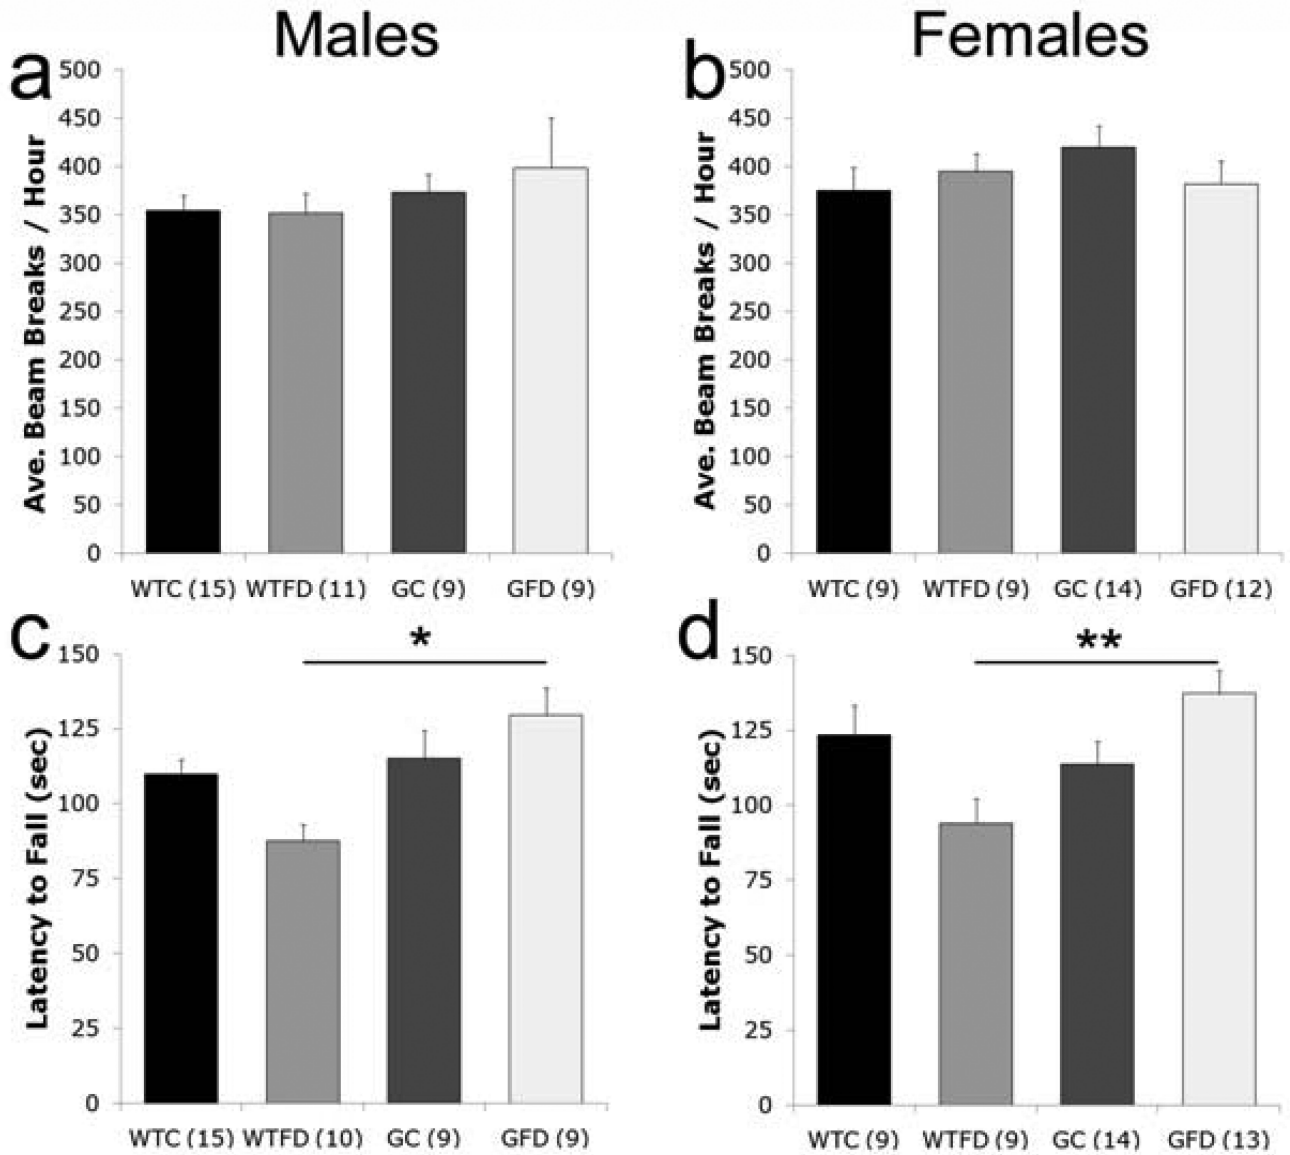 Males
Females
a
Ave. Beam Breaks / Hour
500
450
400
350
300
250
200
150
100
50
0
WTC (15) WTFD (11) GC (9) GFD (9)
b
Ave. Beam Breaks / Hour
500
450
400
350
300
250
200
150
100
50
0
WTC (9) WTFD (9) GC (14) GFD (12)
c
Latency to Fall (sec)
150
125
100
75
50
25
0
*
WTC (15) WTFD (10) GC (9) GFD (9)
d
Latency to Fall (sec)
150
125
100
75
50
25
0
**
WTC (9) WTFD (9) GC (14) GFD (13)